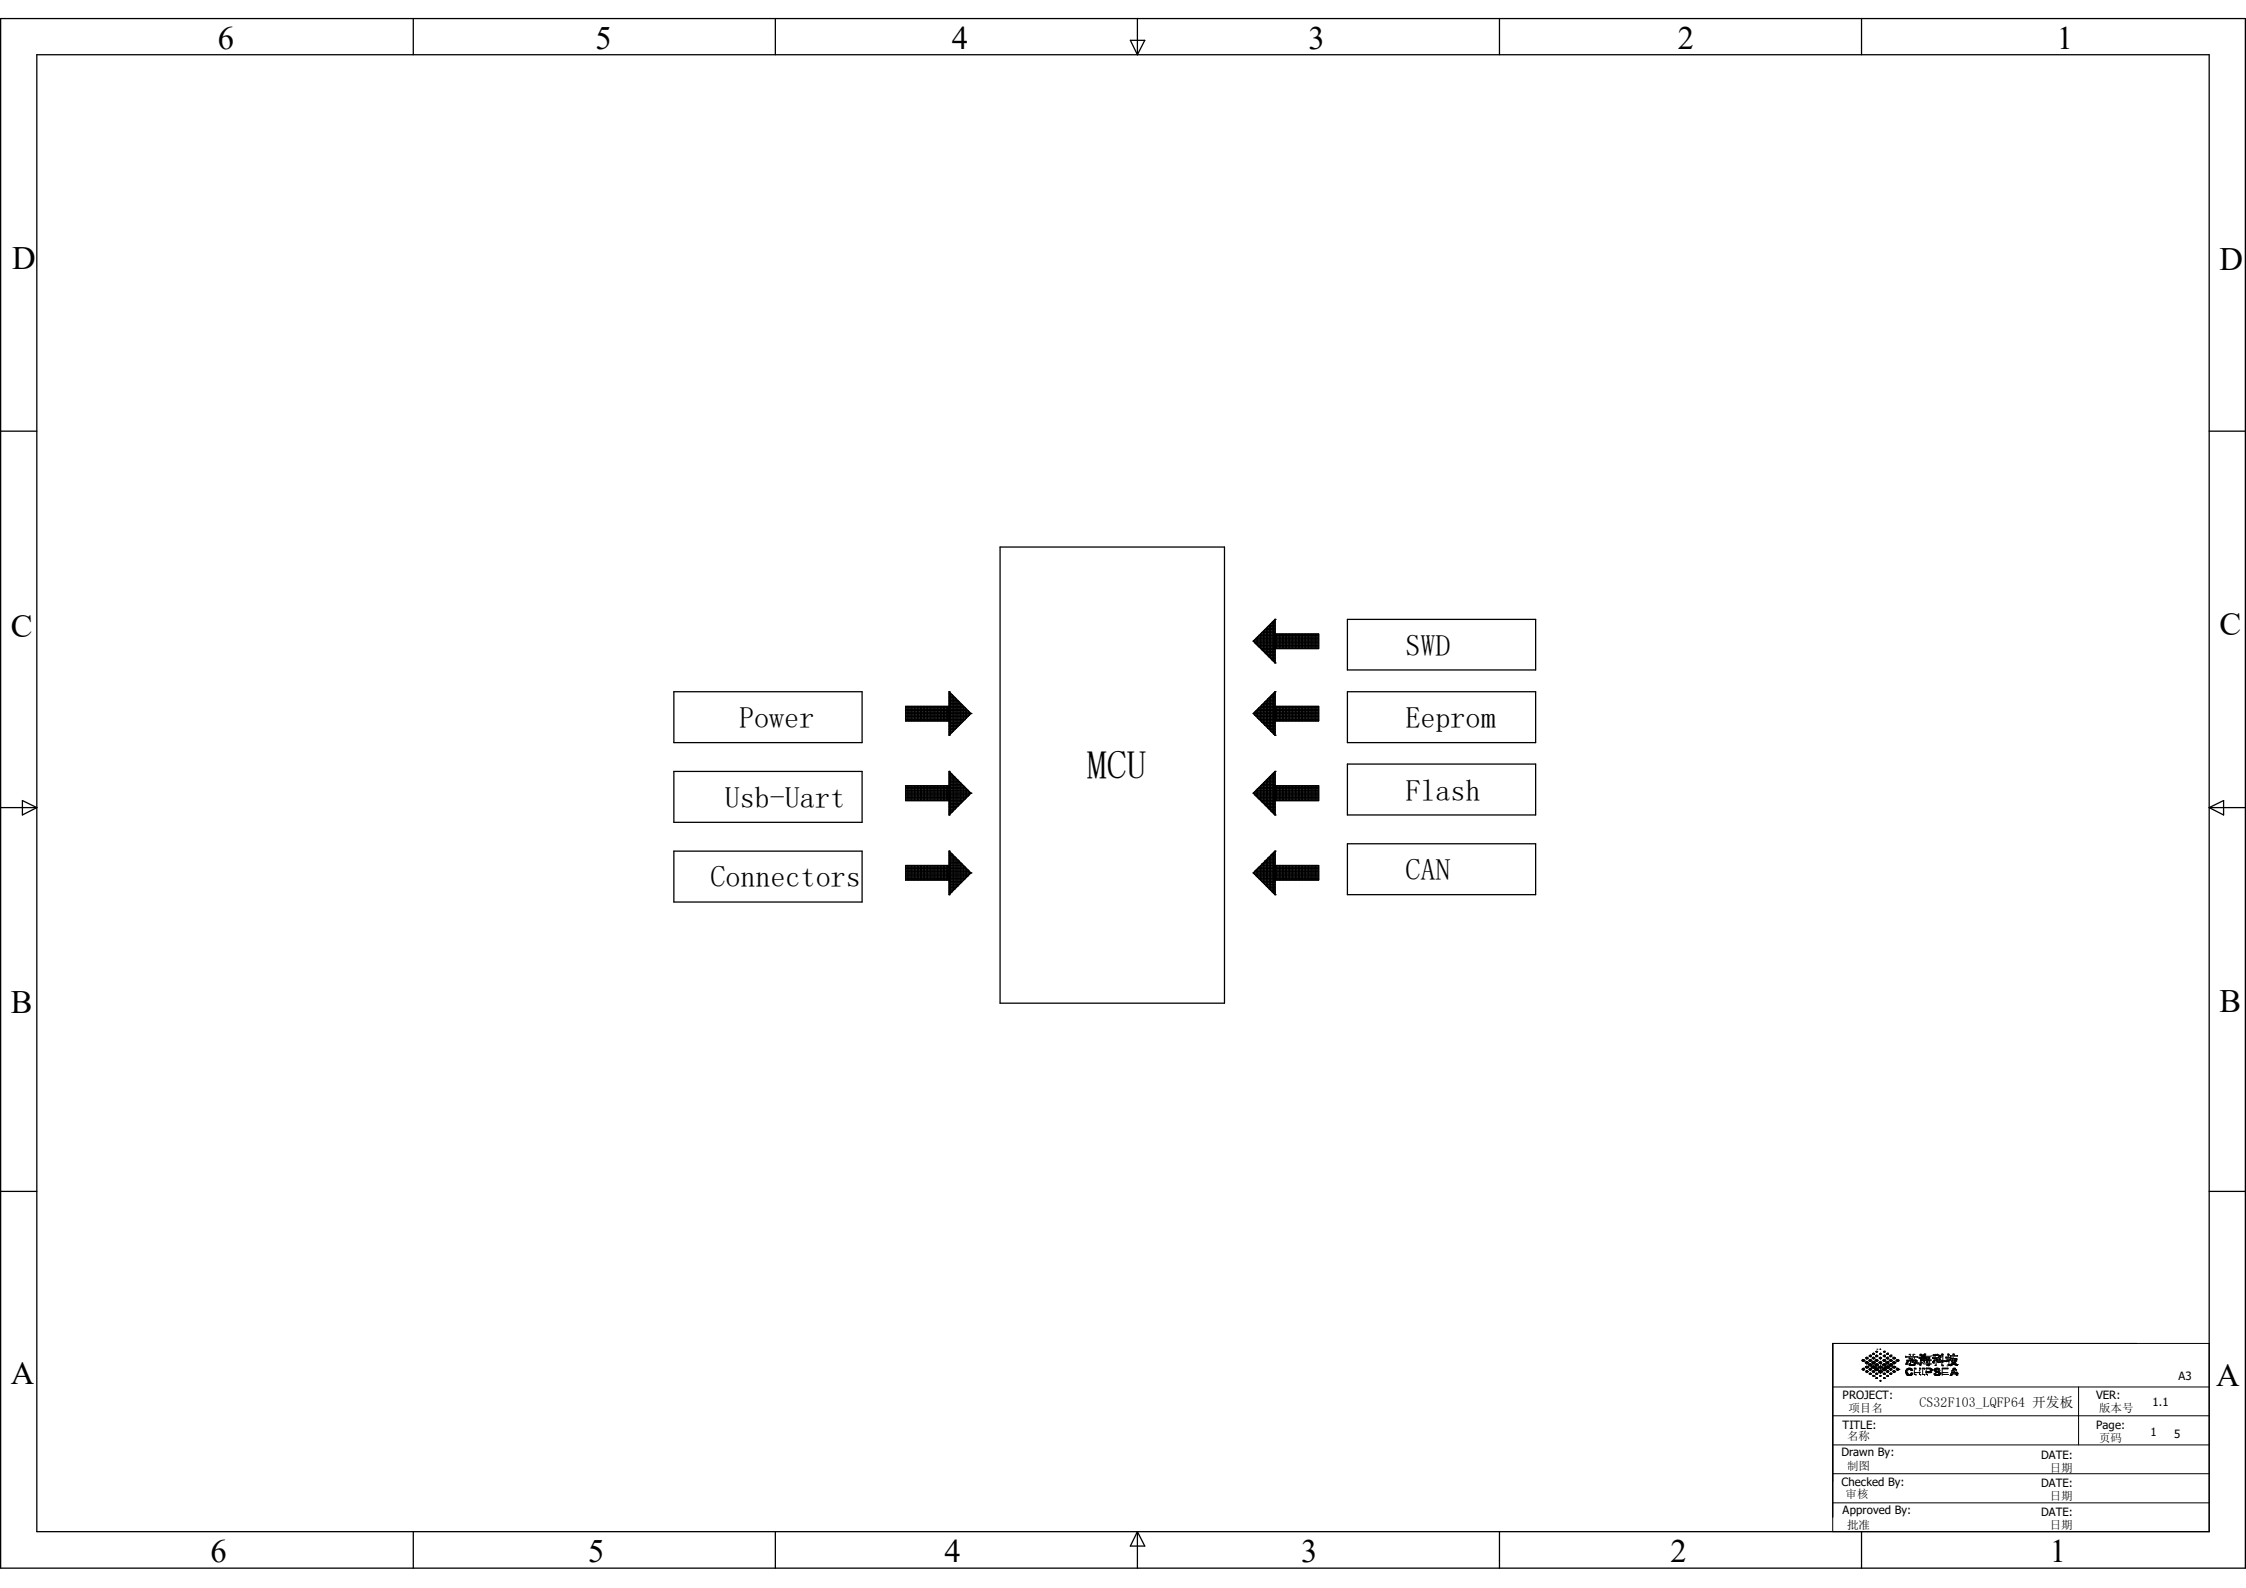 6 5 4 3 2 1
D D
C C
SWD
Power
Eeprom
MCU
Usb-Uart
Flash
Connectors
CAN
B B
A A
芯海科技
CHIPSEA
A3
PROJECT: CS32F103_LQFP64 开发板 VER: 1.1
项目名 版本号
TITLE: Page: 1 5
名称 页码
Drawn By: DATE:
制图 日期
Checked By: DATE:
审核 日期
Approved By: DATE:
批准 日期
6 5 4 3 2 1